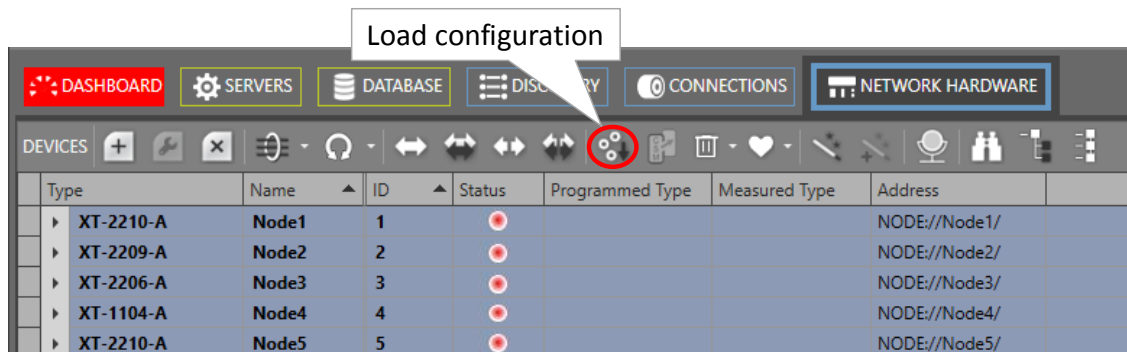 Load configuration
DASHBOARD SERVERS DATABASE CONNECTIONS NETWORK HARDWARE
DEVICES
Type Name ID Status Programmed Type Measured Type Address
XT-2210-A Node1 1 NODE://Node1/
XT-2209-A Node2 2 NODE://Node2/
XT-2206-A Node3 3 NODE://Node3/
XT-1104-A Node4 4 NODE://Node4/
XT-2210-A Node5 5 NODE://Node5/